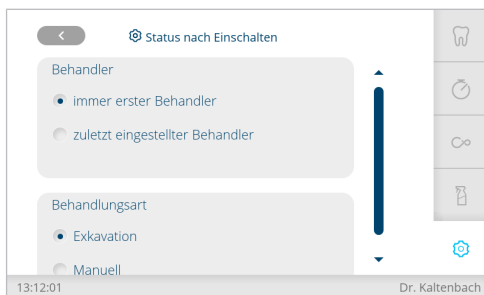 Status nach Einschalten
Behandler
immer erster Behandler
zuletzt eingestellter Behandler
Behandlungsart
Exkavation
Manuell
13:12:01 Dr. Kaltenbach